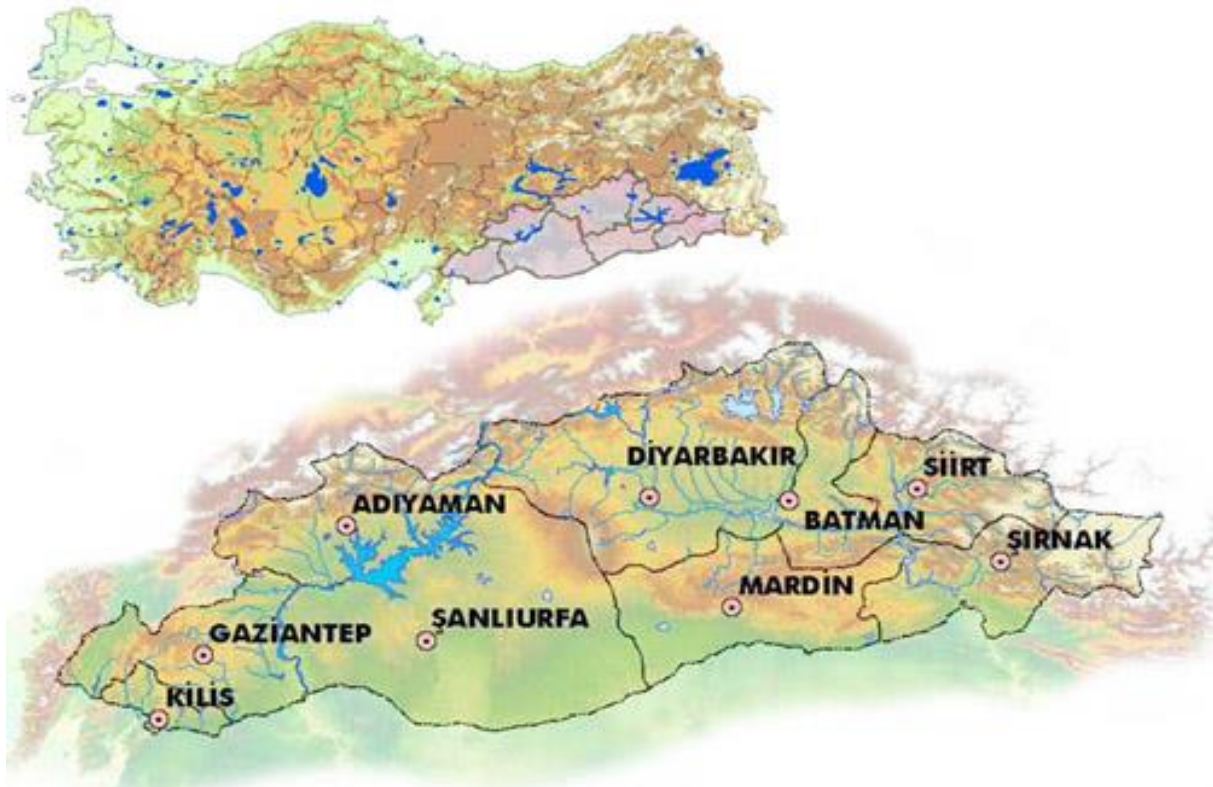 DİYARBAKIR
SİİRT
ADIYAMAN
BATMAN
ŞIRNAK
MARDİN
ŞANLIURFA
GAZİANTEP
KİLİS